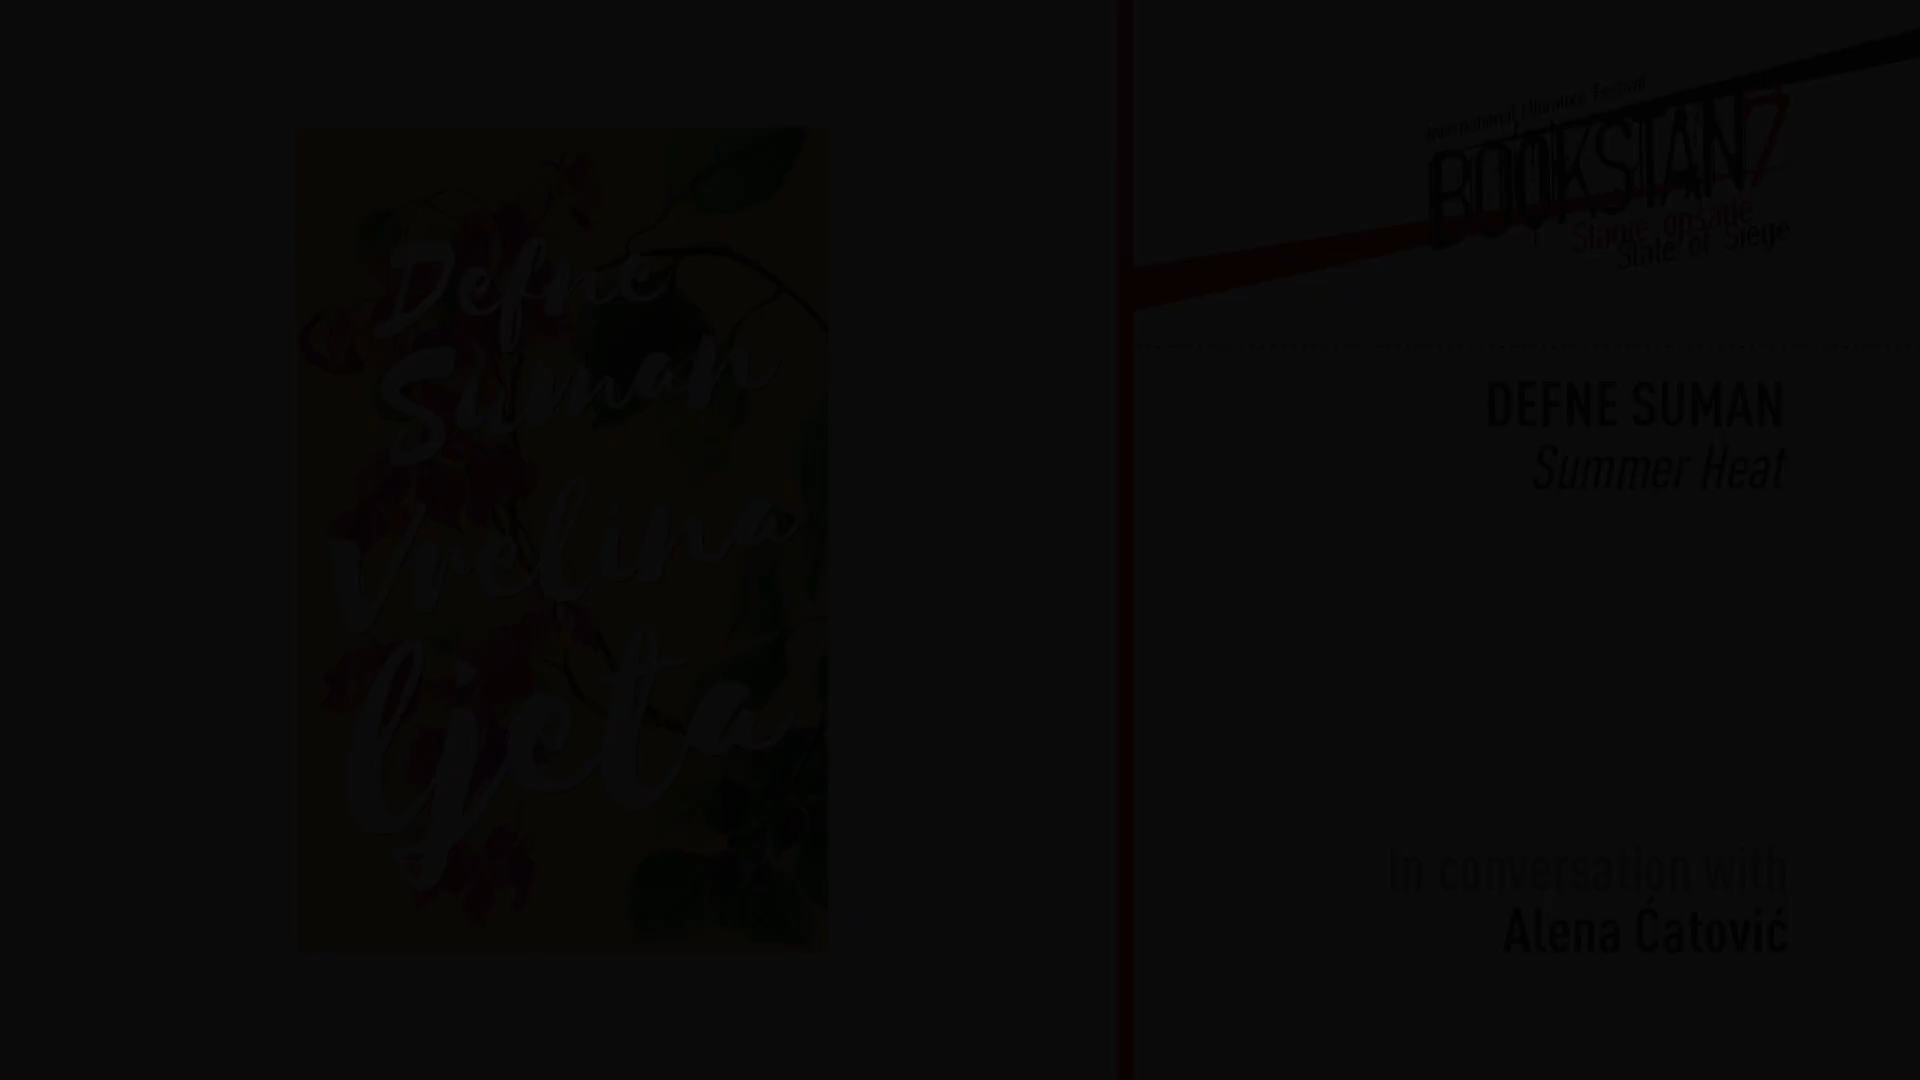 Defne
Suman
Vrelina
ljeta
International Literature Festival
BOOKSTAN7
Stanje opsade
State of Siege
DEFNE SUMAN
Summer Heat
In conversation with
Alena Ćatović